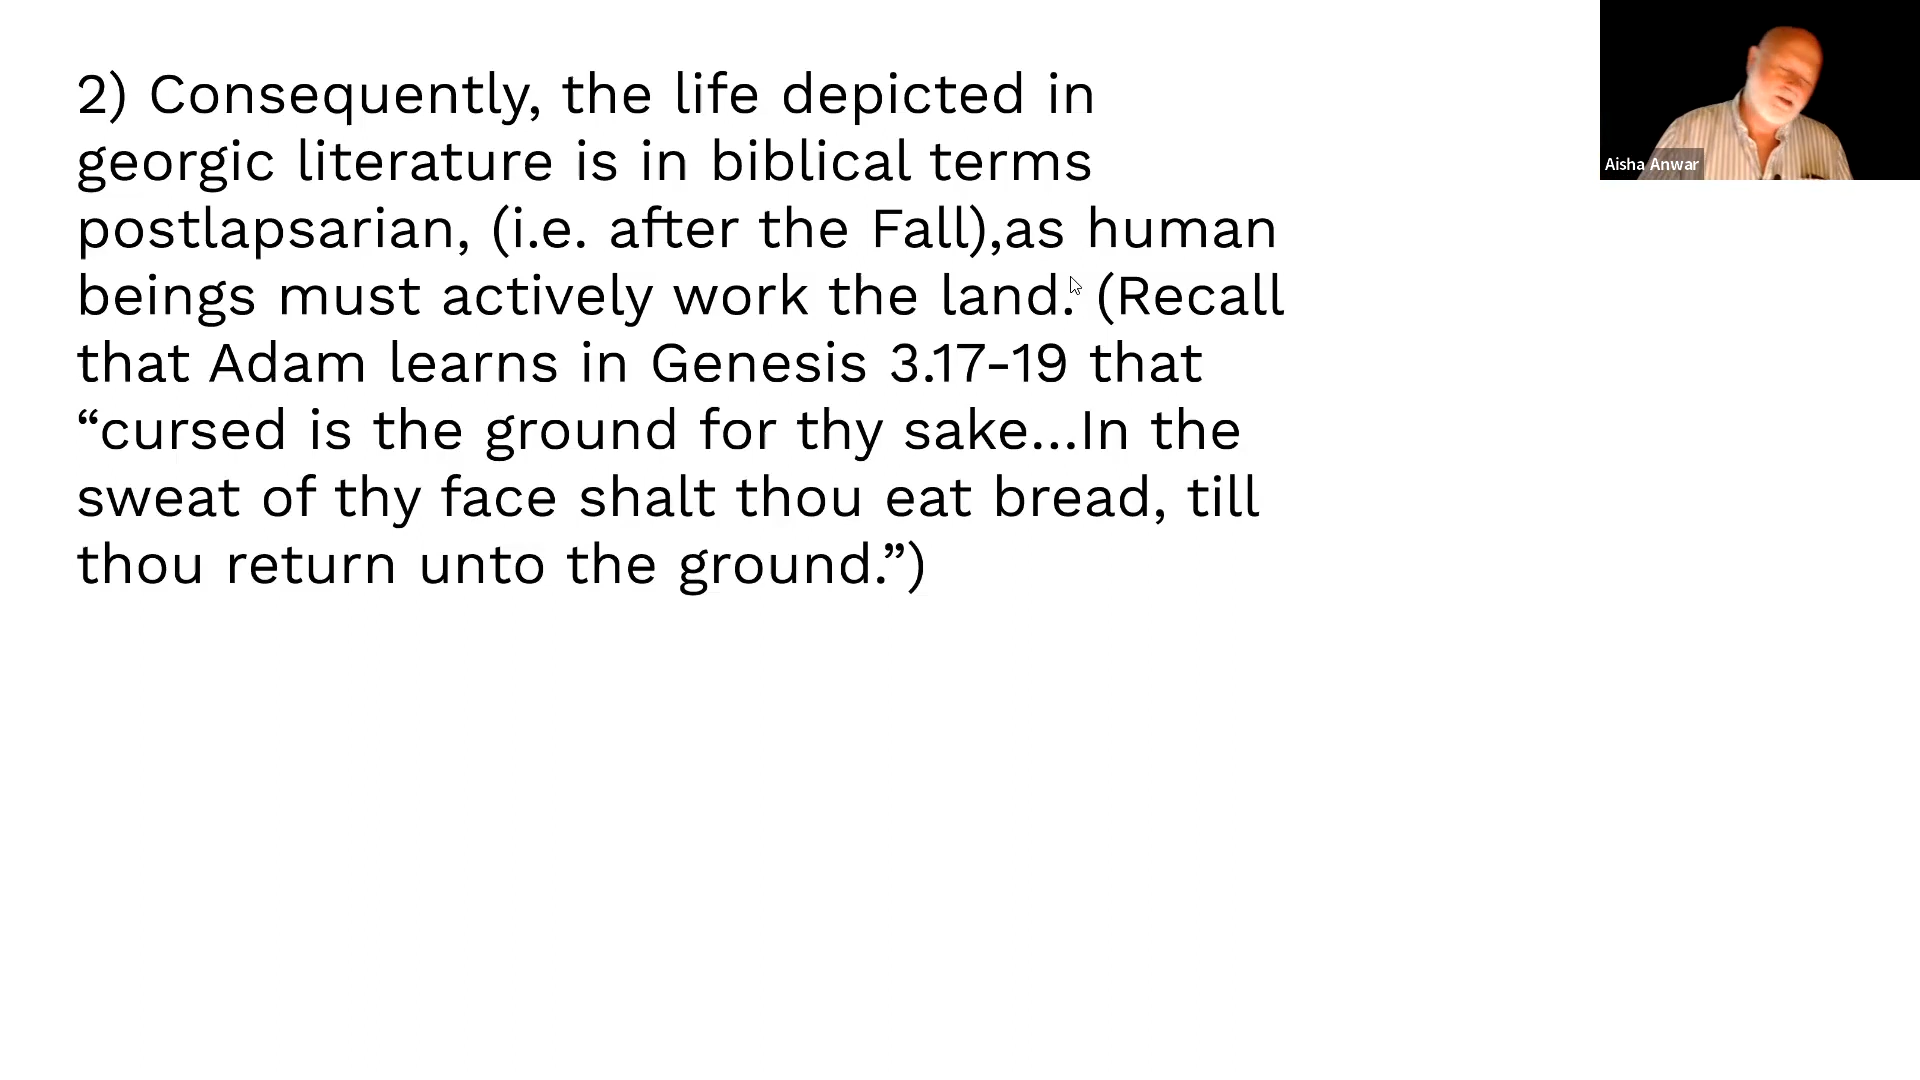 2) Consequently, the life depicted in
georgic literature is in biblical terms
postlapsarian, (i.e. after the Fall),as human
beings must actively work the land. (Recall
that Adam learns in Genesis 3.17-19 that
“cursed is the ground for thy sake...In the
sweat of thy face shalt thou eat bread, till
thou return unto the ground.”)
Aisha Anwar